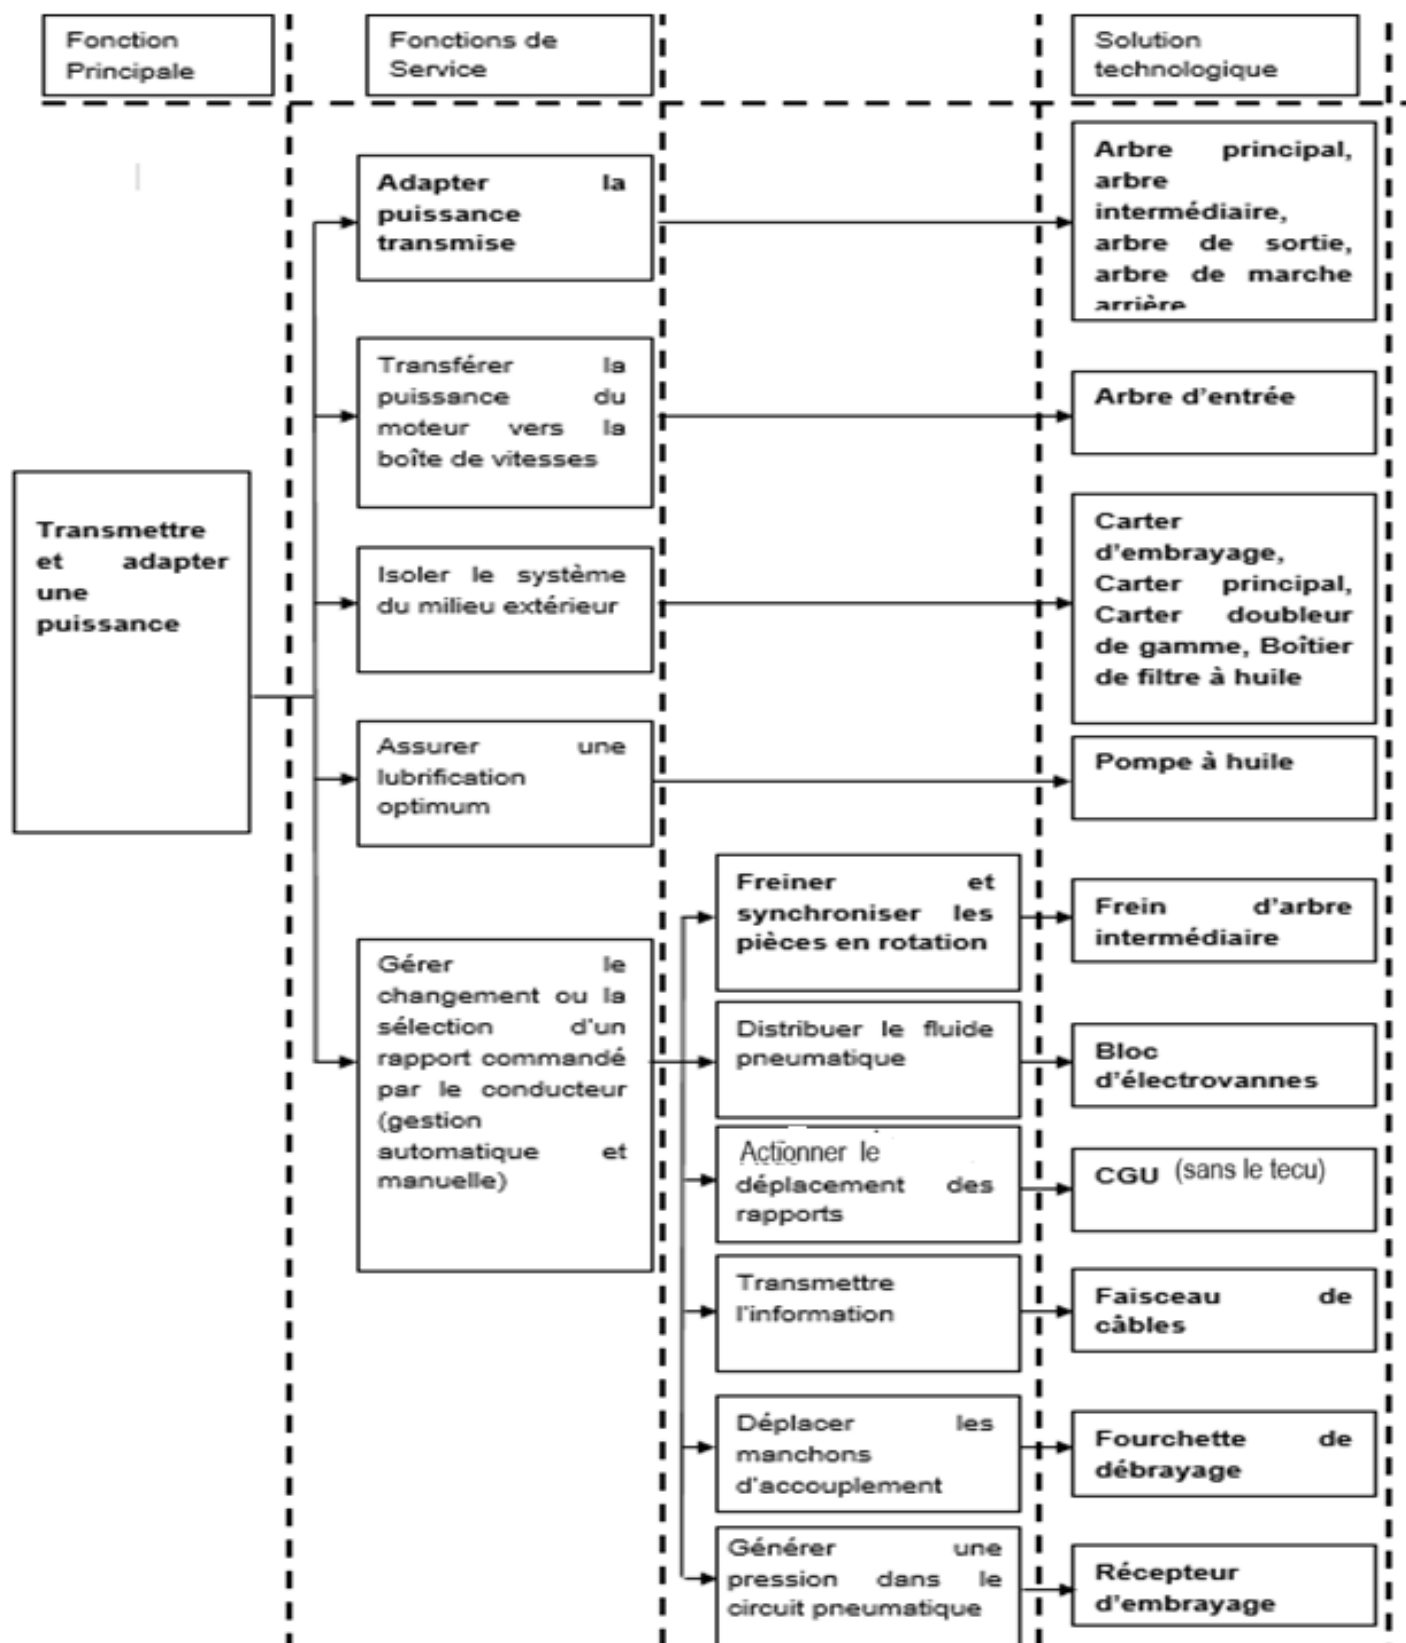 Fonction
Principale
Fonctions de
Service
Solution
technologique
Adapter la
puissance
transmise
Arbre principal,
arbre
intermédiaire,
arbre de sortie,
arbre de marche
arrière
Transférer la
puissance du
moteur vers la
boîte de vitesses
Arbre d'entrée
Transmettre
et adapter
une
puissance
Isoler le système
du milieu extérieur
Carter
d'embrayage,
Carter principal,
Carter doubleur
de gamme, Boîtier
de filtre à huile
Assurer une
lubrification
optimum
Pompe à huile
Gérer le
changement ou la
sélection d'un
rapport commandé
par le conducteur
(gestion
automatique et
manuelle)
Freiner et
synchroniser les
pièces en rotation
Frein d'arbre
intermédiaire
Distribuer le fluide
pneumatique
Bloc
d'électrovannes
Actionner le
déplacement des
rapports
CGU (sans le tecu)
Transmettre
l'information
Faisceau de
câbles
Déplacer les
manchons
d'accouplement
Fourchette de
débrayage
Générer une
pression dans le
circuit pneumatique
Récepteur
d'embrayage